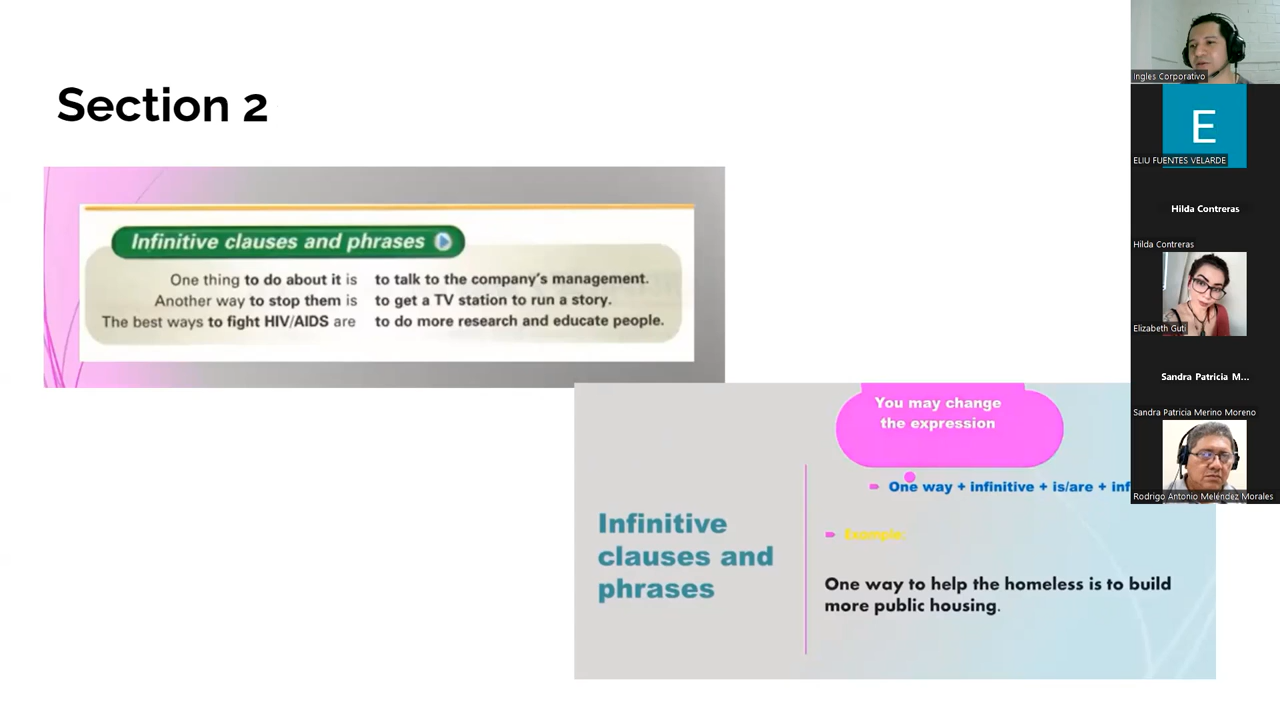 Section 2
Infinitive clauses and phrases
One thing to do about it is to talk to the company's management.
Another way to stop them is to get a TV station to run a story.
The best ways to fight HIV/AIDS are to do more research and educate people.
You may change
the expression
One way + infinitive + is/are + inf
Example:
Infinitive
clauses and
phrases
One way to help the homeless is to build
more public housing.
Ingles Corporativo
E
ELIU FUENTES VELARDE
Hilda Contreras
Hilda Contreras
Elizabeth Guti
Sandra Patricia M...
Sandra Patricia Merino Moreno
Rodrigo Antonio Meléndez Morales